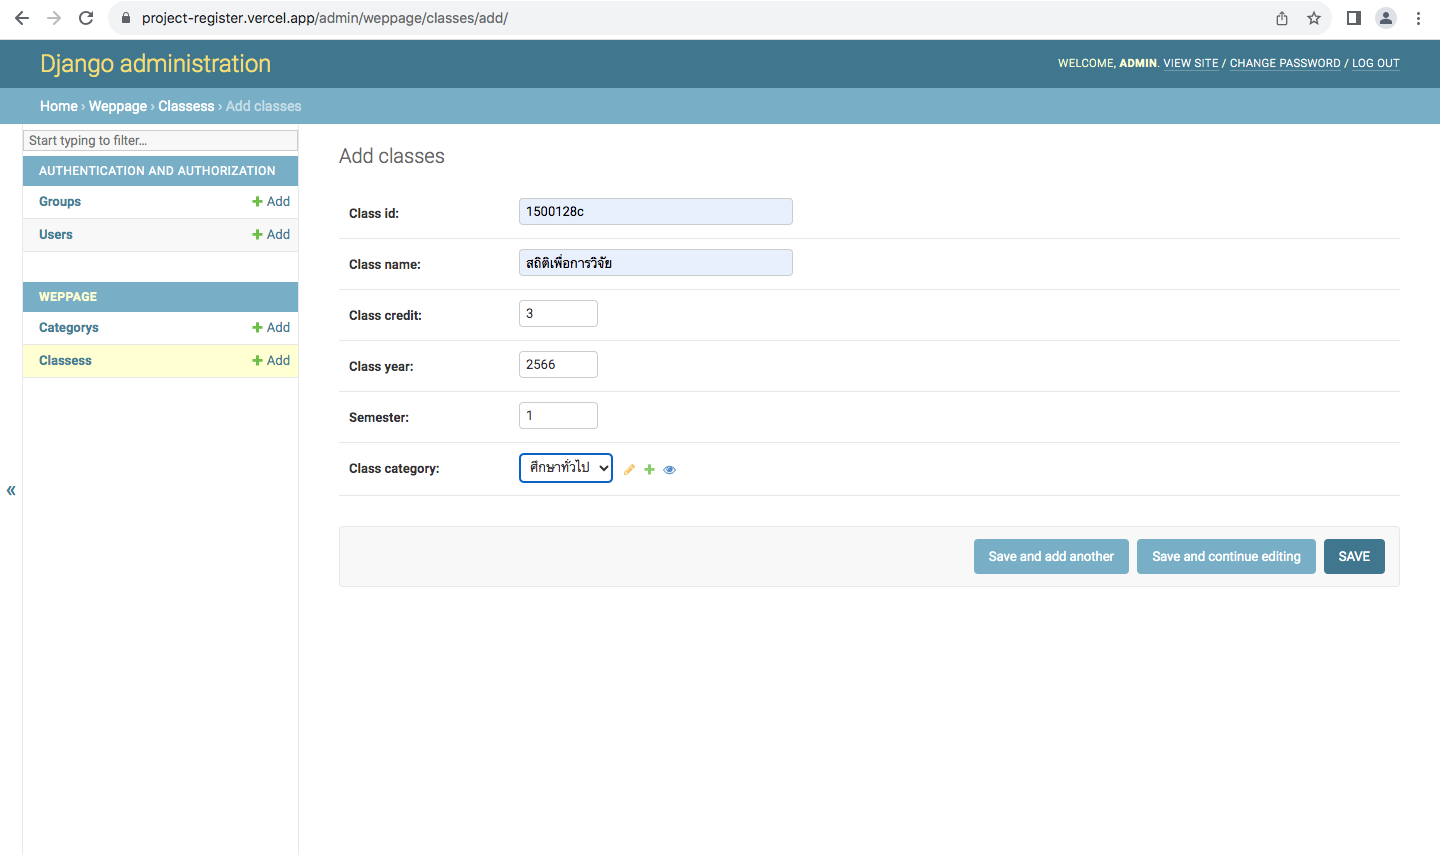 project-register.vercel.app/admin/weppage/classes/add/
Django administration
WELCOME, ADMIN. VIEW SITE / CHANGE PASSWORD / LOG OUT
Home › Weppage › Classess › Add classes
Start typing to filter...
AUTHENTICATION AND AUTHORIZATION
Groups + Add
Users + Add
WEPPAGE
Categorys + Add
Classess + Add
«
Add classes
Class id: 1500128c
Class name: สถิติเพื่อการวิจัย
Class credit: 3
Class year: 2566
Semester: 1
Class category: ศึกษาทั่วไป
Save and add another
Save and continue editing
SAVE